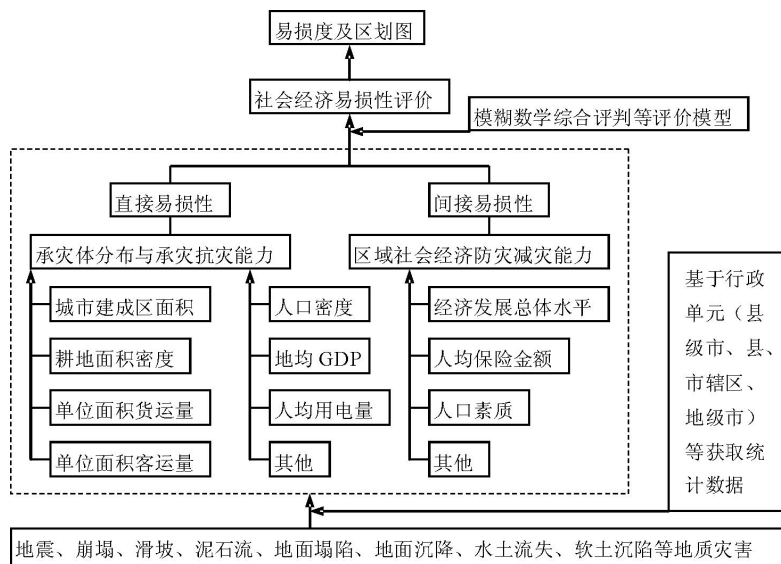 易损度及区划图
社会经济易损性评价
模糊数学综合评判等评价模型
直接易损性
间接易损性
承灾体分布与承灾抗灾能力
区域社会经济防灾减灾能力
城市建成区面积
耕地面积密度
单位面积货运量
单位面积客运量
人口密度
地均 GDP
人均用电量
其他
经济发展总体水平
人均保险金额
人口素质
其他
基于行政
单元（县
级市、县、
市辖区、
地级市）
等获取统
计数据
地震、崩塌、滑坡、泥石流、地面塌陷、地面沉降、水土流失、软土沉陷等地质灾害